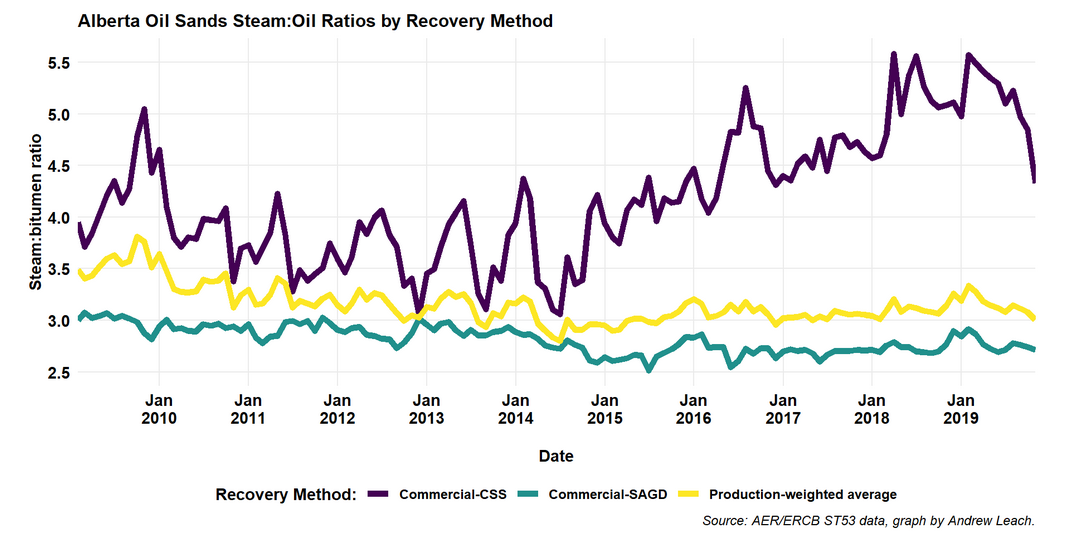 Alberta Oil Sands Steam:Oil Ratios by Recovery Method
Steam:bitumen ratio
5.5
5.0
4.5
4.0
3.5
3.0
2.5
Jan Jan Jan Jan Jan Jan Jan Jan Jan Jan
2010 2011 2012 2013 2014 2015 2016 2017 2018 2019
Date
Recovery Method: Commercial-CSS Commercial-SAGD Production-weighted average
Source: AER/ERCB ST53 data, graph by Andrew Leach.